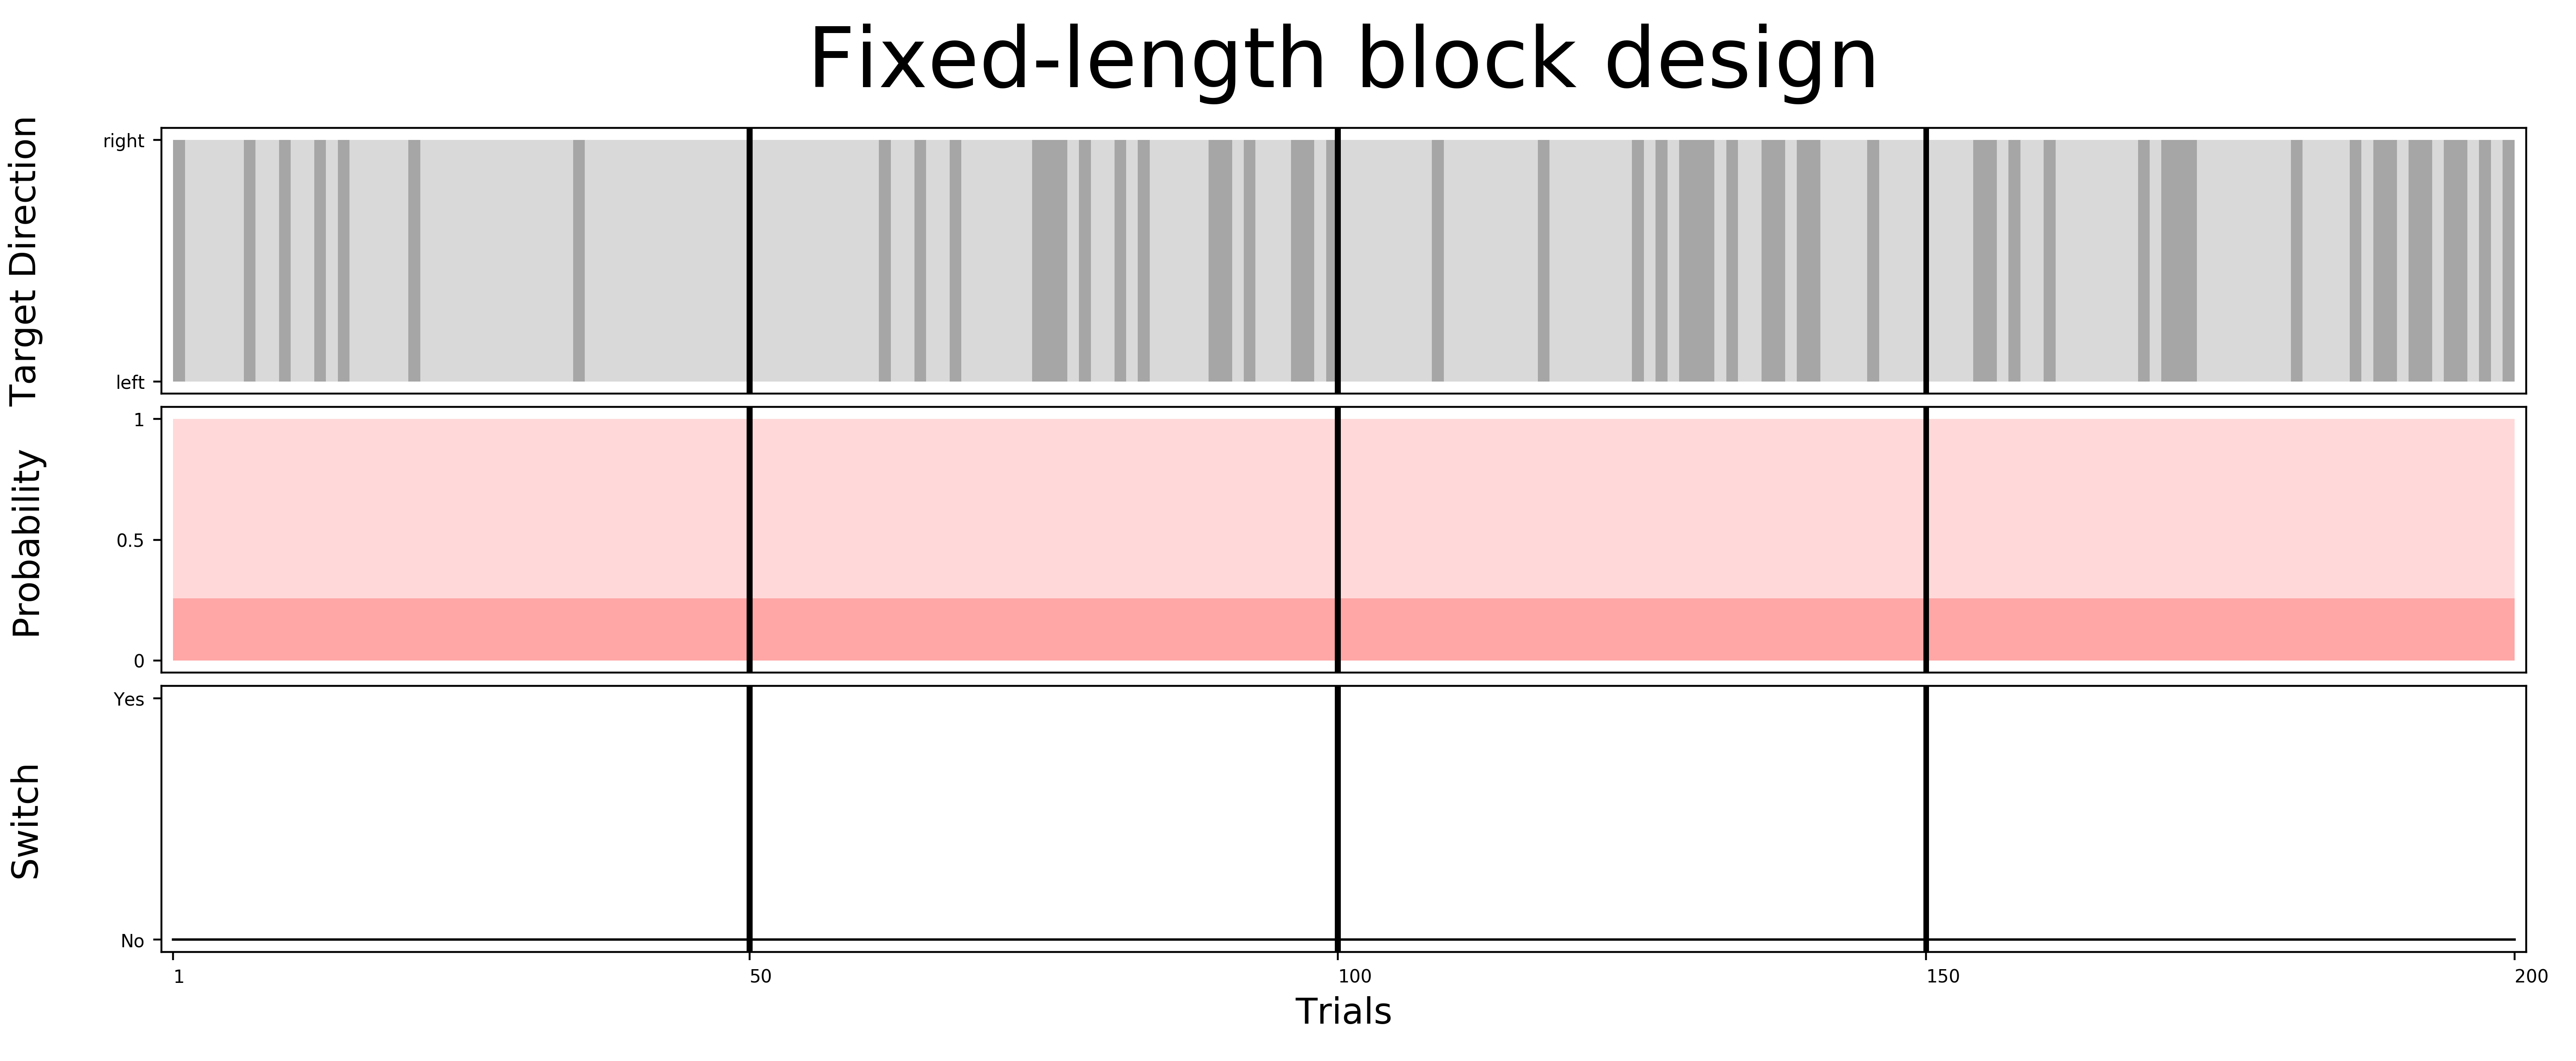 Fixed-length block design
Target Direction
right
left
Probability
1
0.5
0
Switch
Yes
No
1 50 100 150 200
Trials